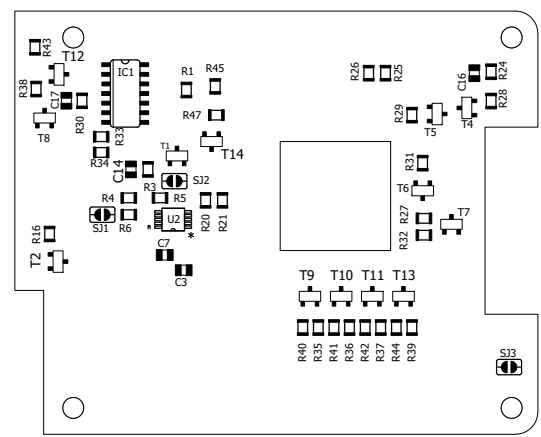 R43
T12
R38
C17
R30
T8
IC1
R33
R34
R1
R45
R47
T1
T14
C14
R3
SJ2
R4
R5
SJ1
R6
U2
*
R20
R21
R16
T2
C7
C3
R26
R25
C16
R24
R29
T5
T4
R28
R31
T6
R27
R32
T7
T9 T10 T11 T13
R40 R35 R41 R36 R42 R37 R44 R39
SJ3